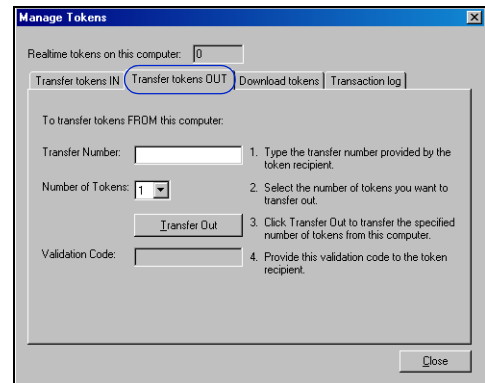 Manage Tokens
Realtime tokens on this computer: 0
Transfer tokens IN Transfer tokens OUT Download tokens Transaction log
To transfer tokens FROM this computer:
Transfer Number:
1. Type the transfer number provided by the
token recipient.
Number of Tokens: 1
2. Select the number of tokens you want to
transfer out.
Transfer Out
3. Click Transfer Out to transfer the specified
number of tokens from this computer.
Validation Code:
4. Provide this validation code to the token
recipient.
Close